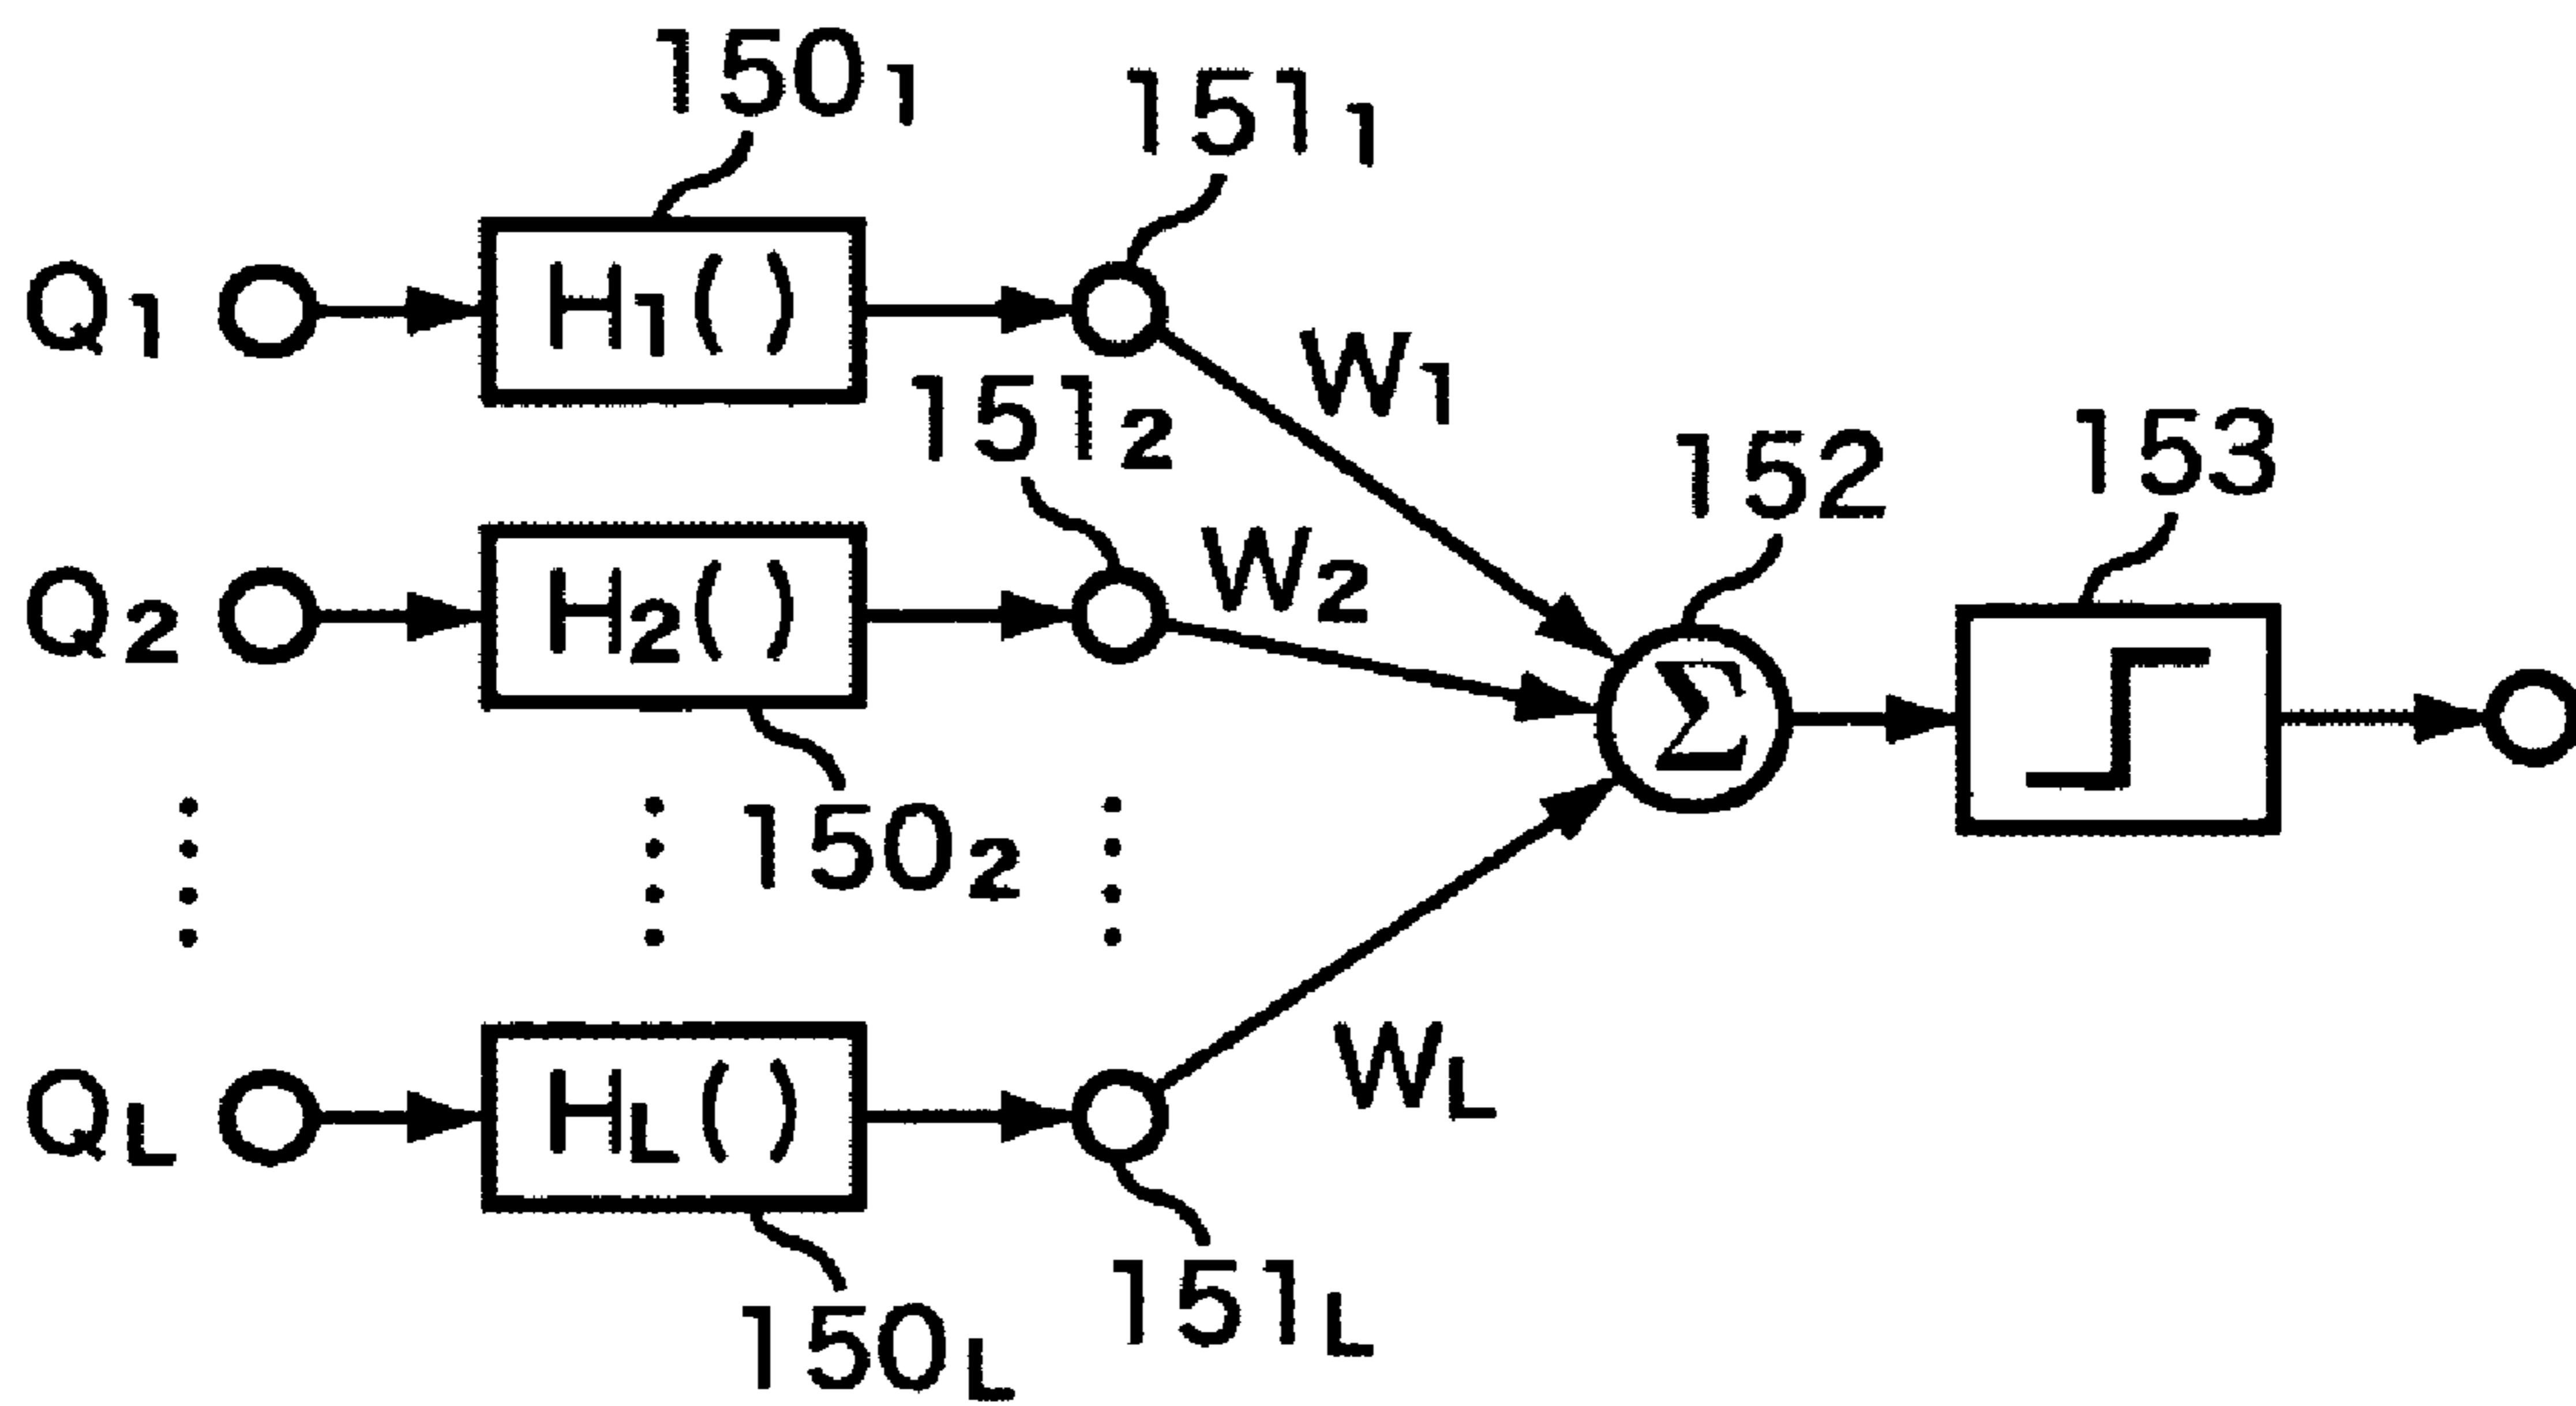 150₁
151₁
Q₁ H₁( ) W₁
151₂
152 153
Q₂ H₂( ) W₂
Σ
150₂
Q_L H_L( ) W_L
150_L 151_L